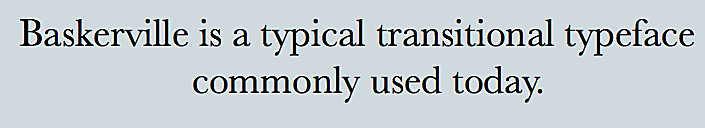 Baskerville is a typical transitional typeface
commonly used today.